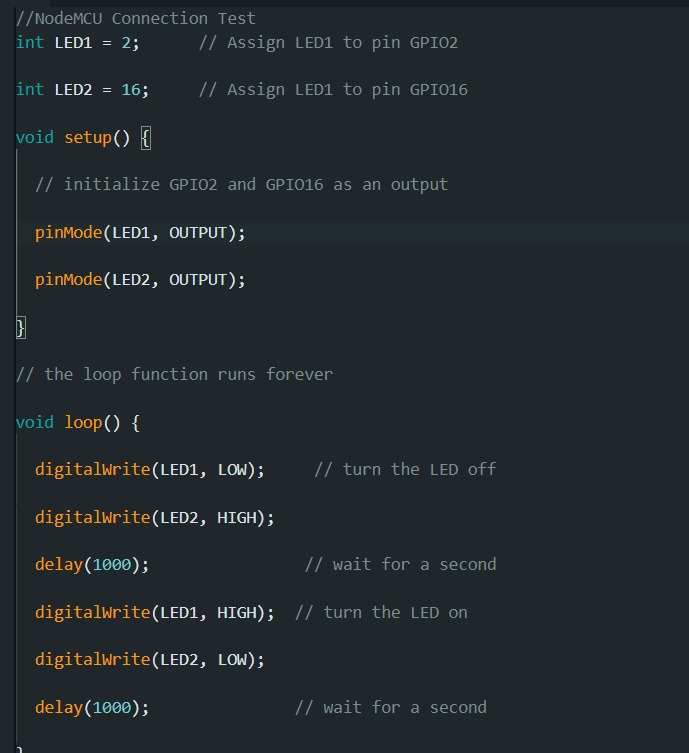 //NodeMCU Connection Test
int LED1 = 2;      // Assign LED1 to pin GPIO2
int LED2 = 16;     // Assign LED1 to pin GPIO16
void setup() {
  // initialize GPIO2 and GPIO16 as an output
  pinMode(LED1, OUTPUT);
  pinMode(LED2, OUTPUT);
}
// the loop function runs forever
void loop() {
  digitalWrite(LED1, LOW);     // turn the LED off
  digitalWrite(LED2, HIGH);
  delay(1000);                // wait for a second
  digitalWrite(LED1, HIGH);  // turn the LED on
  digitalWrite(LED2, LOW);
  delay(1000);               // wait for a second
}